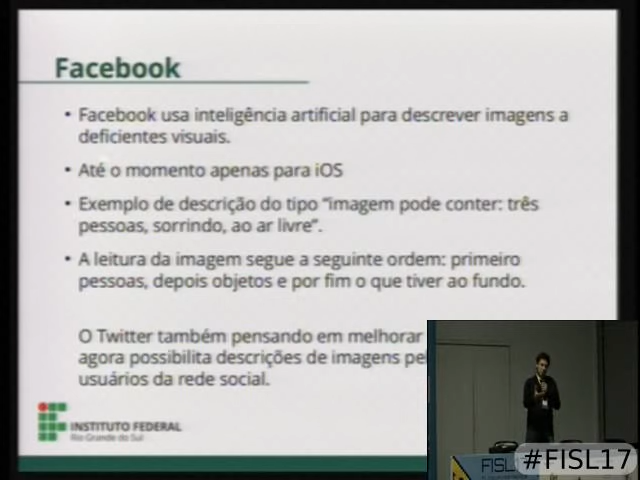 Facebook
• Facebook usa inteligência artificial para descrever imagens a
deficientes visuais.
• Até o momento apenas para iOS
• Exemplo de descrição do tipo “imagem pode conter: três
pessoas, sorrindo, ao ar livre”.
• A leitura da imagem segue a seguinte ordem: primeiro
pessoas, depois objetos e por fim o que tiver ao fundo.
O Twitter também pensando em melhorar
agora possibilita descrições de imagens pel
usuários da rede social.
INSTITUTO FEDERAL
Rio Grande do Sul
FISL
#FISL17